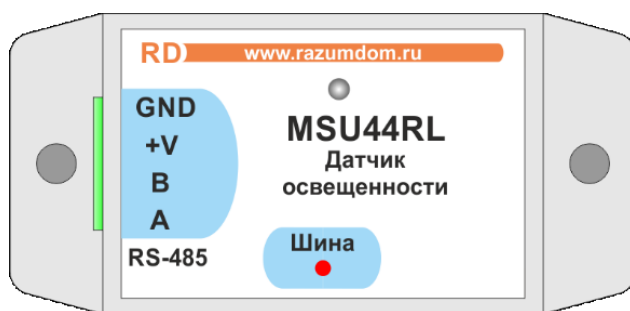 RD www.razumdom.ru
GND
+V
B
A
RS-485
MSU44RL
Датчик
освещенности
Шина